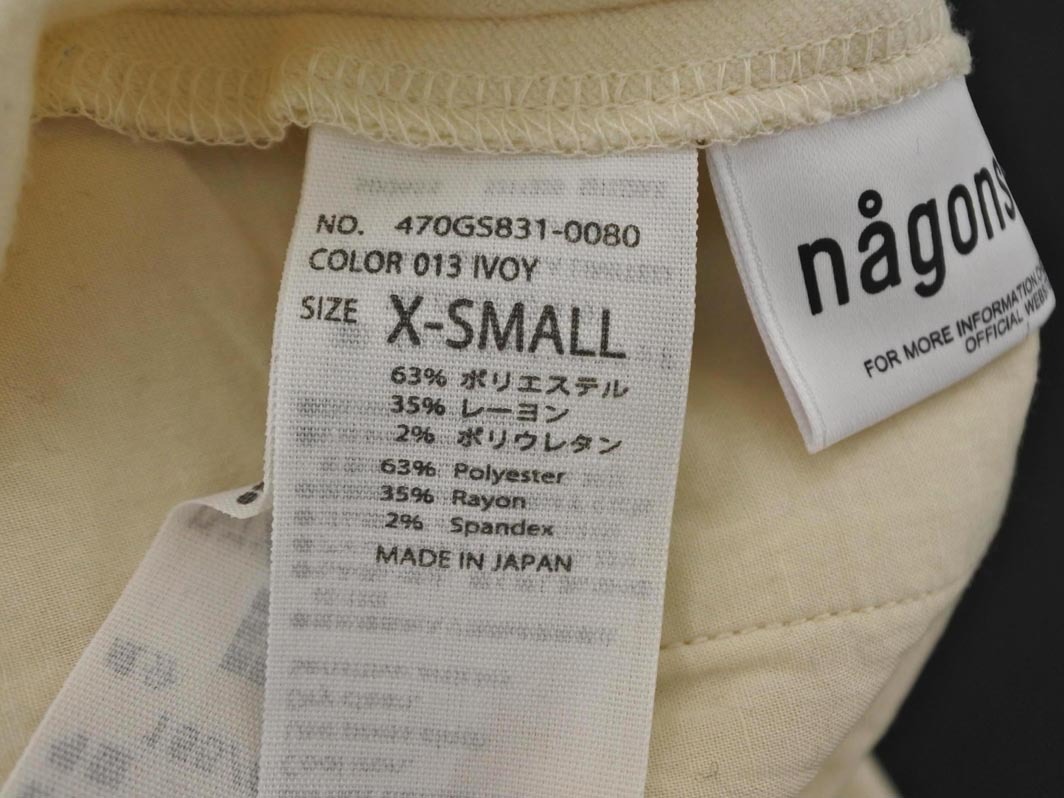 NO. 470GS831-0080
COLOR 013 IVOY
SIZE X-SMALL
63% ポリエステル
35% レーヨン
2% ポリウレタン
63% Polyester
35% Rayon
2% Spandex
MADE IN JAPAN
någons
FOR MORE INFORMATION,
OFFICIAL